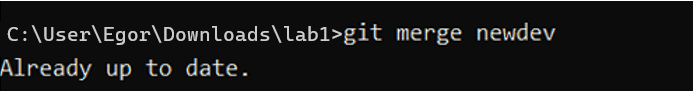 C:\User\Egor\Downloads\lab1>git merge newdev
Already up to date.